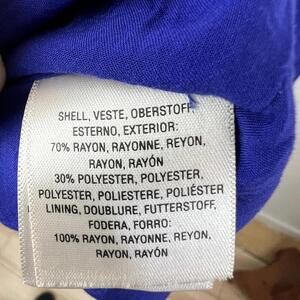 SHELL, VESTE, OBERSTOFF,
ESTERNO, EXTERIOR:
70% RAYON, RAYONNE, REYON,
RAYON, RAYÓN
30% POLYESTER, POLYESTER,
POLYESTER, POLIESTERE, POLIÉSTER
LINING, DOUBLURE, FUTTERSTOFF,
FODERA, FORRO:
100% RAYON, RAYONNE, REYON,
RAYON, RAYÓN